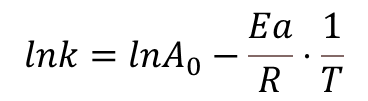 lnk = lnA₀ − Ea/R · 1/T